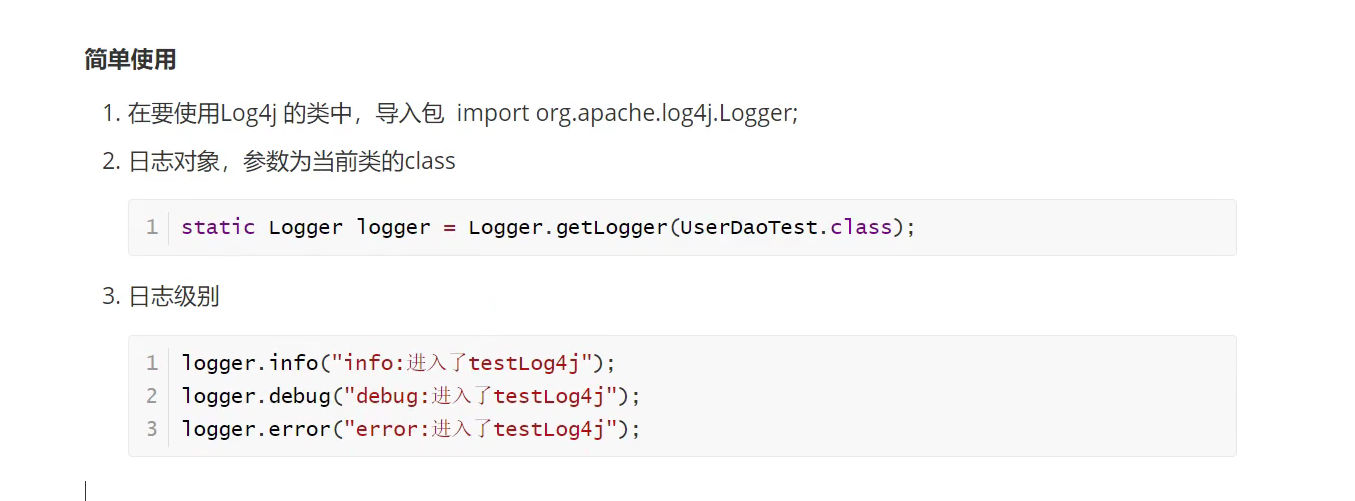 简单使用
1. 在要使用Log4j 的类中，导入包 import org.apache.log4j.Logger;
2. 日志对象，参数为当前类的class
1 static Logger logger = Logger.getLogger(UserDaoTest.class);
3. 日志级别
1 logger.info("info:进入了testLog4j");
2 logger.debug("debug:进入了testLog4j");
3 logger.error("error:进入了testLog4j");